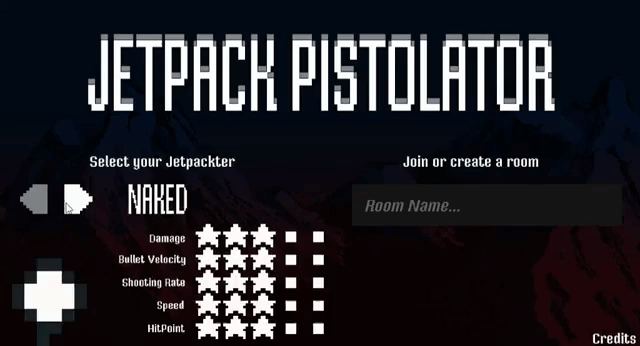 JETPACK PISTOLATOR
Select your Jetpackter
NAKED
Damage
Bullet Velocity
Shooting Rate
Speed
HitPoint
Join or create a room
Room Name...
Credits